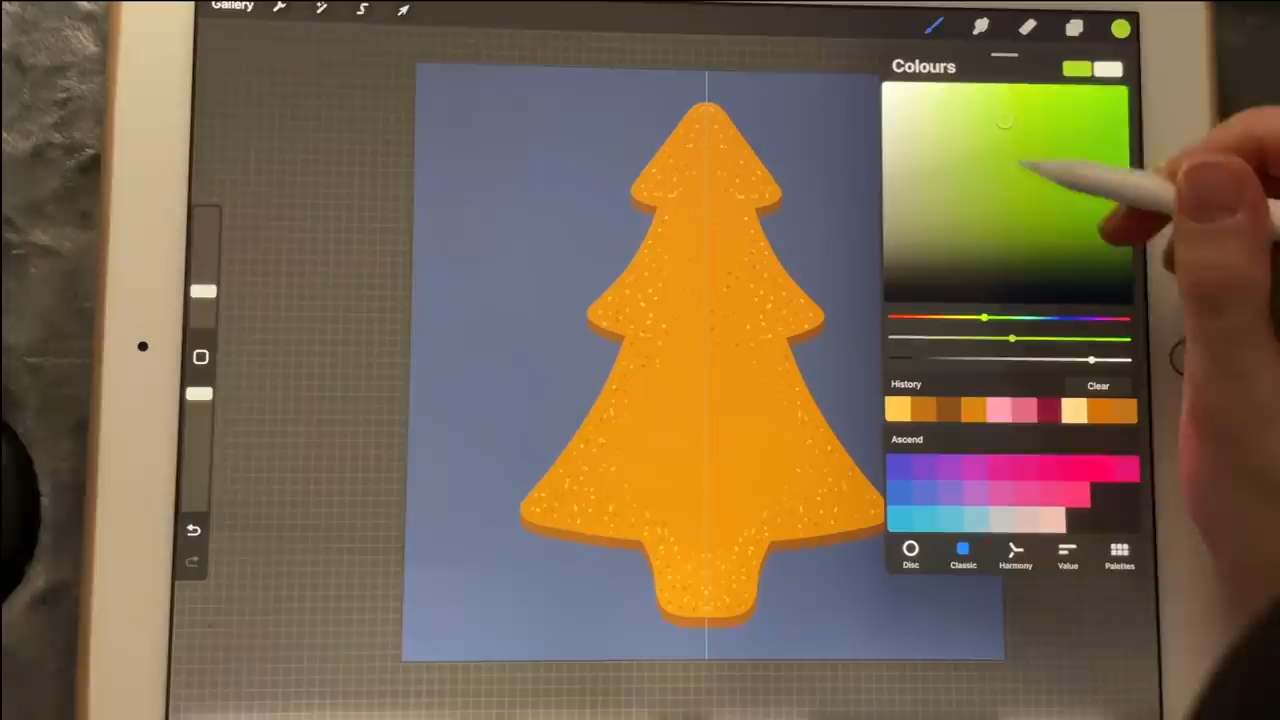 Gallery
Colours
History
Clear
Ascend
Disc
Classic
Harmony
Value
Palettes